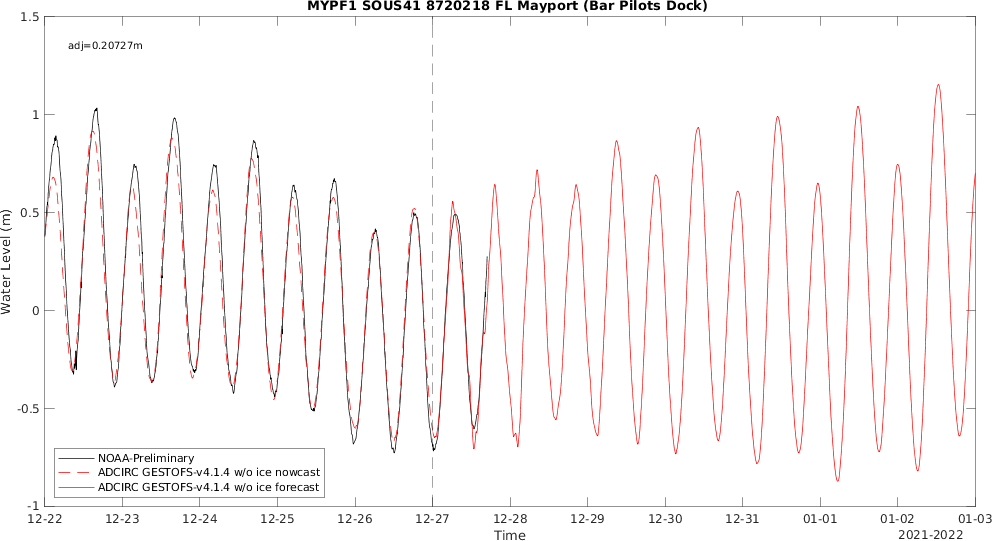 MYPF1 SOUS41 8720218 FL Mayport (Bar Pilots Dock)
1.5
adj=0.20727m
1
0.5
Water Level (m)
0
-0.5
NOAA-Preliminary
ADCIRC GESTOFS-v4.1.4 w/o ice nowcast
ADCIRC GESTOFS-v4.1.4 w/o ice forecast
-1
12-22 12-23 12-24 12-25 12-26 12-27 12-28 12-29 12-30 12-31 01-01 01-02 01-03
Time
2021-2022